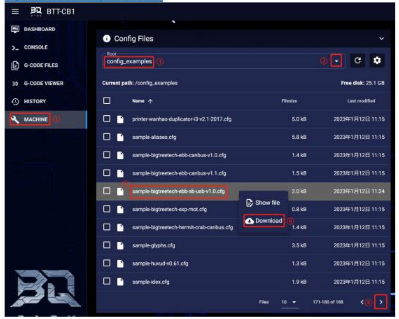 BTT-CB1
DASHBOARD
CONSOLE
G-CODE FILES
G-CODE VIEWER
HISTORY
MACHINE ①
Config Files
Root
config_examples ③
②
Current path: /config_examples
Free disk: 25.1 GB
Name ↑ Filesize Last modified
printer-wanhao-duplicator-i3-v2.1-2017.cfg 5.0 kB 2023年1月12日 11:15
sample-aliases.cfg 5.8 kB 2023年1月12日 11:15
sample-bigtreetech-ebb-canbus-v1.0.cfg 1.4 kB 2023年1月12日 11:15
sample-bigtreetech-ebb-canbus-v1.1.cfg 1.5 kB 2023年1月12日 11:15
sample-bigtreetech-ebb-sb-usb-v1.0.cfg 2.0 kB 2023年1月12日 11:24
sample-bigtreetech-exp-mot.cfg 0.8 kB 2023年1月12日 11:15
sample-bigtreetech-hermit-crab-canbus.cfg 1.4 kB 2023年1月12日 11:15
sample-glyphs.cfg 3.5 kB 2023年1月12日 11:15
sample-huvud-v0.61.cfg 1.3 kB 2023年1月12日 11:15
sample-idex.cfg 1.9 kB 2023年1月12日 11:15
Show file
Download
Files 10 171-180 of 188